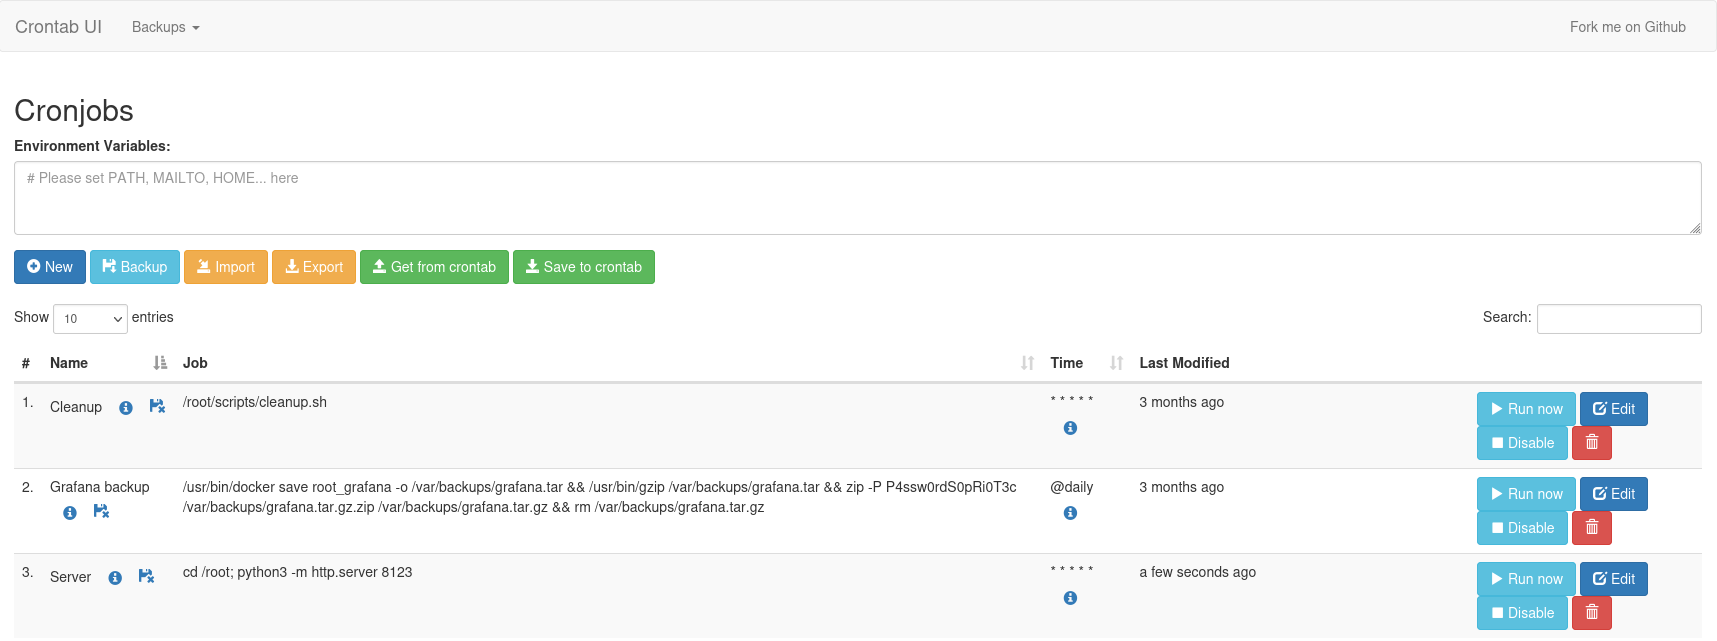 Crontab UI Backups Fork me on Github
Cronjobs
Environment Variables:
# Please set PATH, MAILTO, HOME... here
New Backup Import Export Get from crontab Save to crontab
Show 10 entries Search:
# Name Job Time Last Modified
1. Cleanup /root/scripts/cleanup.sh * * * * * 3 months ago Run now Edit
Disable
2. Grafana backup /usr/bin/docker save root_grafana -o /var/backups/grafana.tar && /usr/bin/gzip /var/backups/grafana.tar && zip -P P4ssw0rdS0pRi0T3c @daily 3 months ago Run now Edit
/var/backups/grafana.tar.gz.zip /var/backups/grafana.tar.gz && rm /var/backups/grafana.tar.gz Disable
3. Server cd /root; python3 -m http.server 8123 * * * * * a few seconds ago Run now Edit
Disable